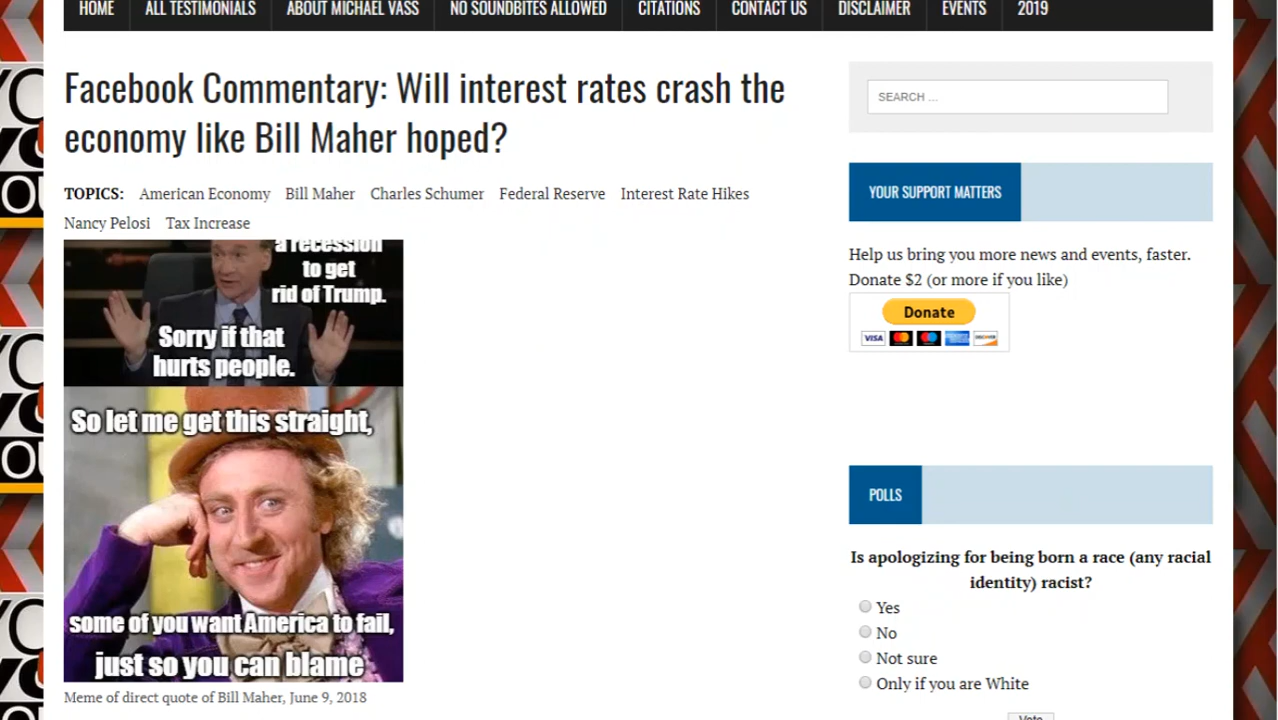 HOME ALL TESTIMONIALS ABOUT MICHAEL VASS NO SOUNDBITES ALLOWED CITATIONS CONTACT US DISCLAIMER EVENTS 2019
Facebook Commentary: Will interest rates crash the
economy like Bill Maher hoped?
TOPICS: American Economy Bill Maher Charles Schumer Federal Reserve Interest Rate Hikes
Nancy Pelosi Tax Increase
a recession
to get
rid of Trump.
Sorry if that
hurts people.
So let me get this straight,
some of you want America to fail,
just so you can blame
Meme of direct quote of Bill Maher, June 9, 2018
SEARCH ...
YOUR SUPPORT MATTERS
Help us bring you more news and events, faster.
Donate $2 (or more if you like)
Donate
VISA
DISCOVER
POLLS
Is apologizing for being born a race (any racial
identity) racist?
Yes
No
Not sure
Only if you are White
Vote